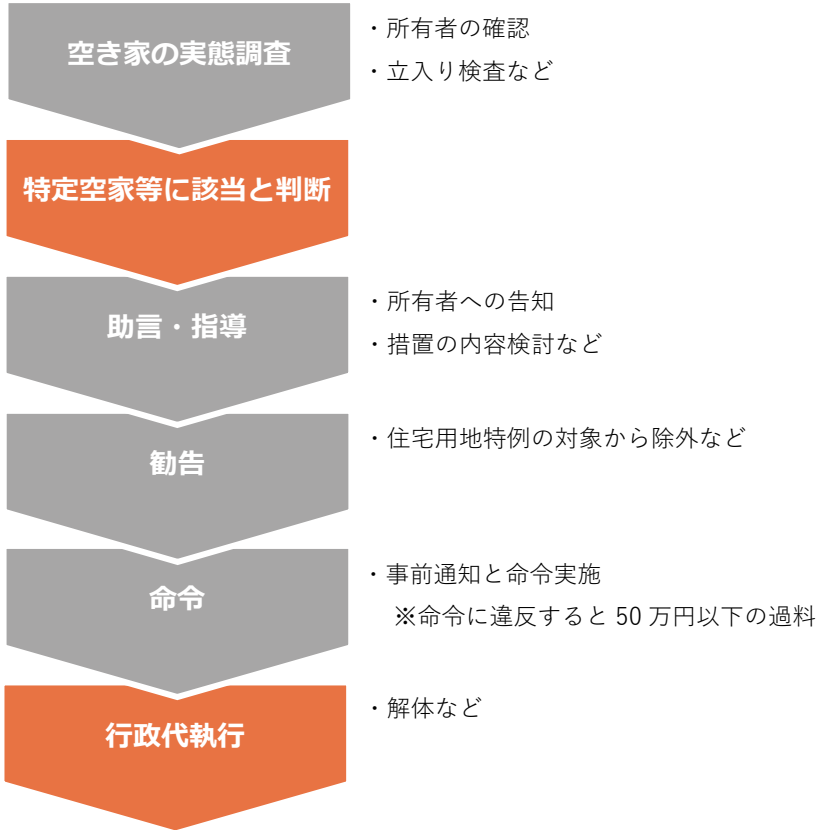 空き家の実態調査
・所有者の確認
・立入り検査など
特定空家等に該当と判断
助言・指導
・所有者への告知
・措置の内容検討など
勧告
・住宅用地特例の対象から除外など
命令
・事前通知と命令実施
※命令に違反すると 50 万円以下の過料
行政代執行
・解体など